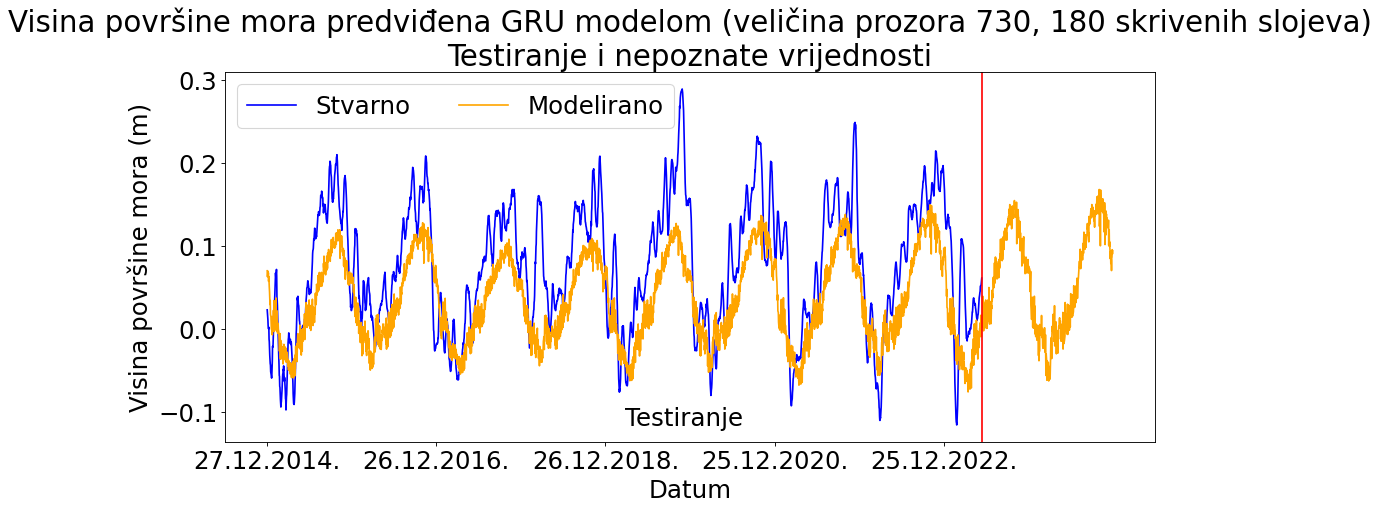 Visina površine mora predviđena GRU modelom (veličina prozora 730, 180 skrivenih slojeva)
Testiranje i nepoznate vrijednosti
Stvarno
Modelirano
Visina površine mora (m)
0.3
0.2
0.1
0.0
−0.1
Testiranje
27.12.2014.
26.12.2016.
26.12.2018.
25.12.2020.
25.12.2022.
Datum